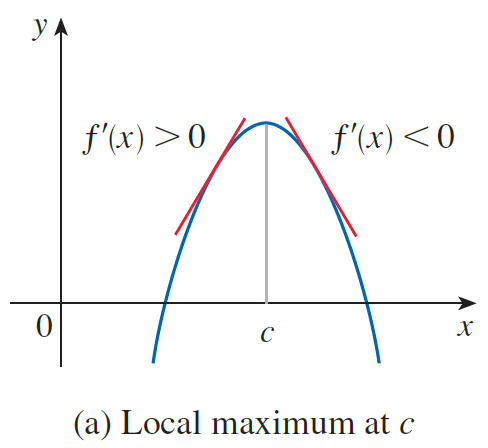 y
f'(x) > 0
f'(x) < 0
0
c
x
(a) Local maximum at c